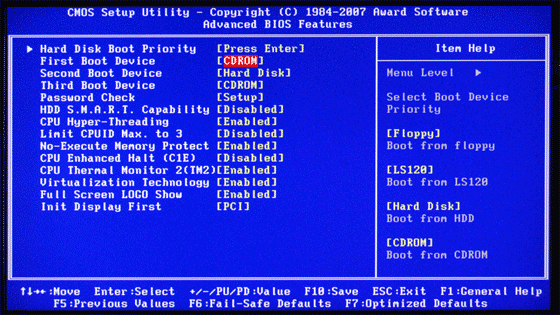 CMOS Setup Utility - Copyright (C) 1984-2007 Award Software
Advanced BIOS Features
Hard Disk Boot Priority [Press Enter]
First Boot Device [CDROM]
Second Boot Device [Hard Disk]
Third Boot Device [CDROM]
Password Check [Setup]
HDD S.M.A.R.T. Capability [Disabled]
CPU Hyper-Threading [Enabled]
Limit CPUID Max. to 3 [Disabled]
No-Execute Memory Protect [Enabled]
CPU Enhanced Halt (C1E) [Disabled]
CPU Thermal Monitor 2(TM2) [Enabled]
Virtualization Technology [Enabled]
Full Screen LOGO Show [Enabled]
Init Display First [PCI]
Item Help
Menu Level ▶
Select Boot Device
Priority
[Floppy]
Boot from floppy
[LS120]
Boot from LS120
[Hard Disk]
Boot from HDD
[CDROM]
Boot from CDROM
↑↓→←:Move Enter:Select +/-/PU/PD:Value F10:Save ESC:Exit F1:General Help
F5:Previous Values F6:Fail-Safe Defaults F7:Optimized Defaults